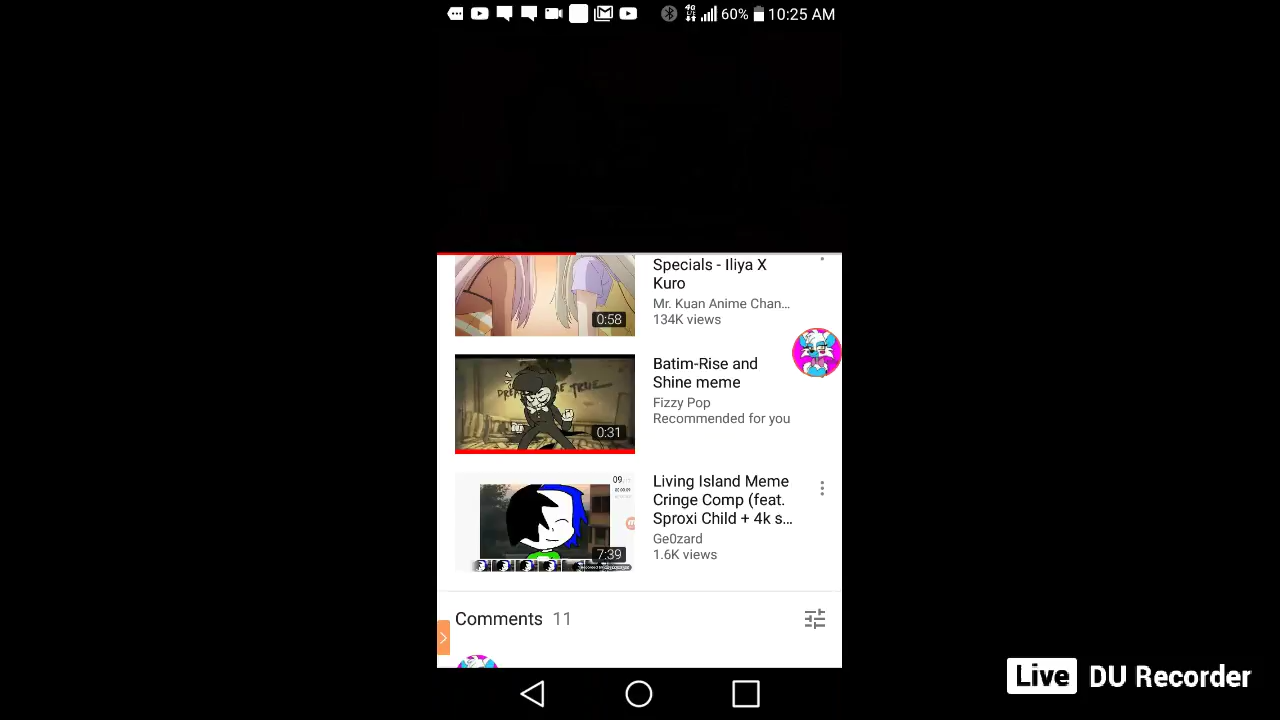 60% 10:25 AM
Specials - Iliya X
Kuro
Mr. Kuan Anime Chan...
134K views
0:58
Batim-Rise and
Shine meme
Fizzy Pop
Recommended for you
0:31
Living Island Meme
Cringe Comp (feat.
Sproxi Child + 4k s...
Ge0zard
1.6K views
7:39
Comments 11
Live DU Recorder